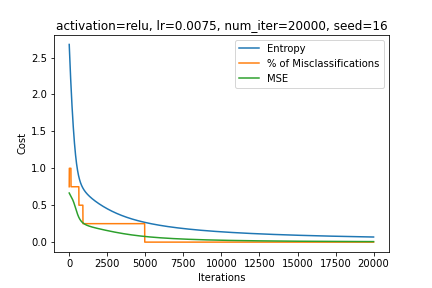 activation=relu, lr=0.0075, num_iter=20000, seed=16
Entropy
% of Misclassifications
MSE
2.5
2.0
1.5
1.0
0.5
0.0
Cost
0 2500 5000 7500 10000 12500 15000 17500 20000
Iterations